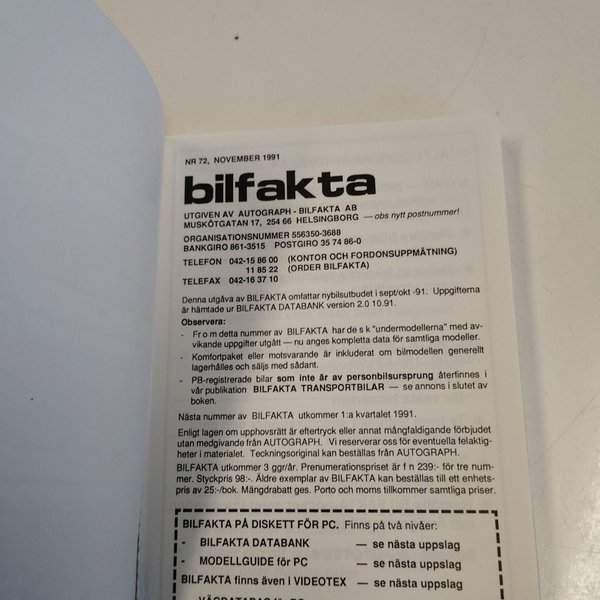 NR 72, NOVEMBER 1991
bilfakta
UTGIVEN AV AUTOGRAPH - BILFAKTA AB
MUSKÖTGATAN 17, 254 66 HELSINGBORG — obs nytt postnummer!
ORGANISATIONSNUMMER 556350-3688
BANKGIRO 861-3515 POSTGIRO 35 74 86-0
TELEFON 042-15 86 00 (KONTOR OCH FORDONSUPPMÄTNING)
11 85 22 (ORDER BILFAKTA)
TELEFAX 042-16 37 10
Denna utgåva av BILFAKTA omfattar nybilsutbudet i sept/okt -91. Uppgifterna
är hämtade ur BILFAKTA DATABANK version 2.0 10.91.
Observera:
- Fr o m detta nummer av BILFAKTA har de s k "undermodellerna" med av-
vikande uppgifter utgått — nu anges kompletta data för samtliga modeller.
- Komfortpaket eller motsvarande är inkluderat om bilmodellen generellt
lagerhålles och säljs med sådant.
- PB-registrerade bilar som inte är av personbilsursprung återfinnes i
vår publikation BILFAKTA TRANSPORTBILAR — se annons i slutet av
boken.
Nästa nummer av BILFAKTA utkommer 1:a kvartalet 1991.
Enligt lagen om upphovsrätt är eftertryck eller annat mångfaldigande förbjudet
utan medgivande från AUTOGRAPH. Vi reserverar oss för eventuella felaktig-
heter i materialet. Teckningsoriginal kan beställas från AUTOGRAPH.
BILFAKTA utkommer 3 ggr/år. Prenumerationspriset är f n 239:- för tre num-
mer. Styckpris 98:-. Äldre exemplar av BILFAKTA kan beställas till ett enhets-
pris av 25:-/bok. Mängdrabatt ges. Porto och moms tillkommer samtliga priser.
BILFAKTA PÅ DISKETT FÖR PC. Finns på två nivåer:
- BILFAKTA DATABANK — se nästa uppslag
- MODELLGUIDE för PC — se nästa uppslag
BILFAKTA finns även i VIDEOTEX — se nästa uppslag